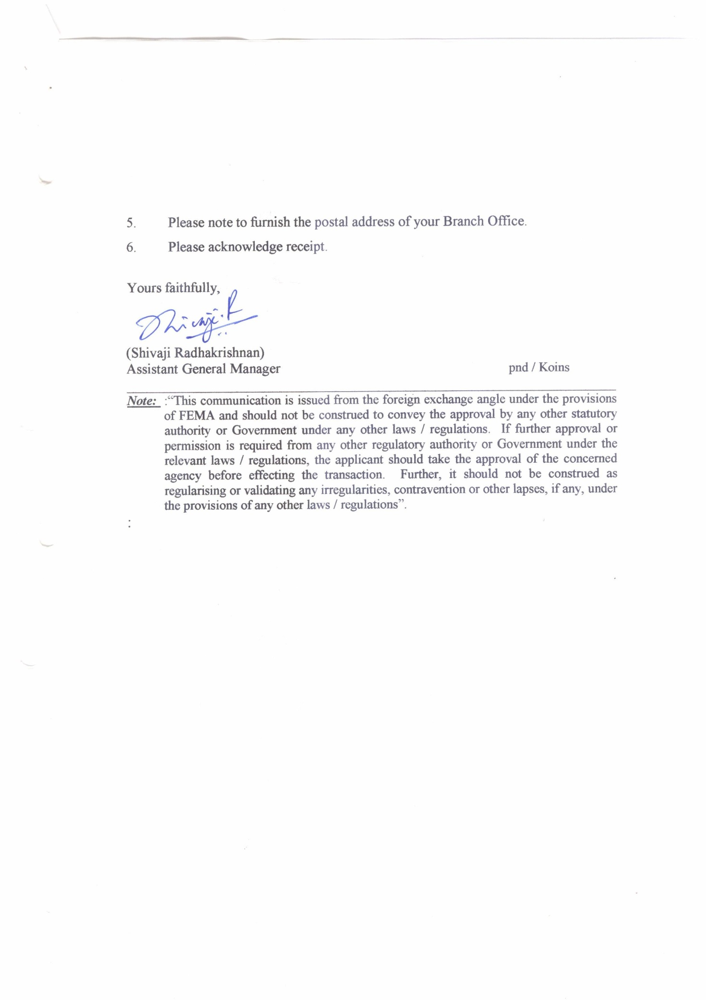 5. Please note to furnish the postal address of your Branch Office.
6. Please acknowledge receipt.
Yours faithfully,
Shivaji.R
(Shivaji Radhakrishnan)
Assistant General Manager pnd / Koins
Note: :“This communication is issued from the foreign exchange angle under the provisions
of FEMA and should not be construed to convey the approval by any other statutory
authority or Government under any other laws / regulations. If further approval or
permission is required from any other regulatory authority or Government under the
relevant laws / regulations, the applicant should take the approval of the concerned
agency before effecting the transaction. Further, it should not be construed as
regularising or validating any irregularities, contravention or other lapses, if any, under
the provisions of any other laws / regulations”.
: